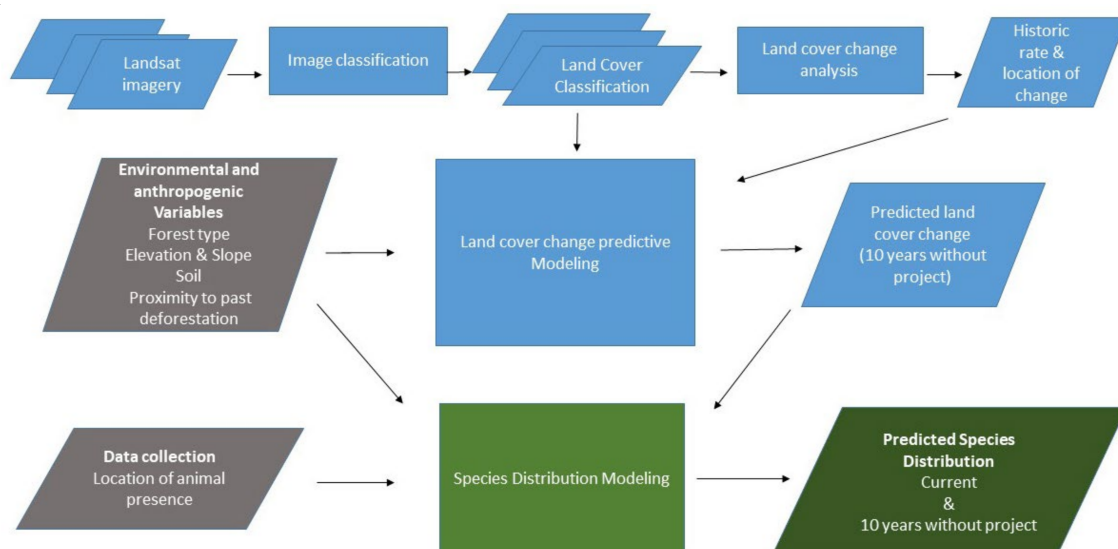 Landsat
imagery
Image classification
Land Cover
Classification
Land cover change
analysis
Historic
rate &
location of
change
Environmental and
anthropogenic
Variables
Forest type
Elevation & Slope
Soil
Proximity to past
deforestation
Land cover change predictive
Modeling
Predicted land
cover change
(10 years without
project)
Data collection
Location of animal
presence
Species Distribution Modeling
Predicted Species
Distribution
Current
&
10 years without project